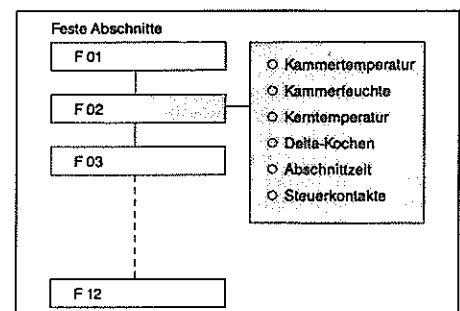 Feste Abschnitte
F 01
F 02
F 03
F 12
Kammertemperatur
Kammerfeuchte
Kerntemperatur
Delta-Kochen
Abschnittzeit
Steuerkontakte